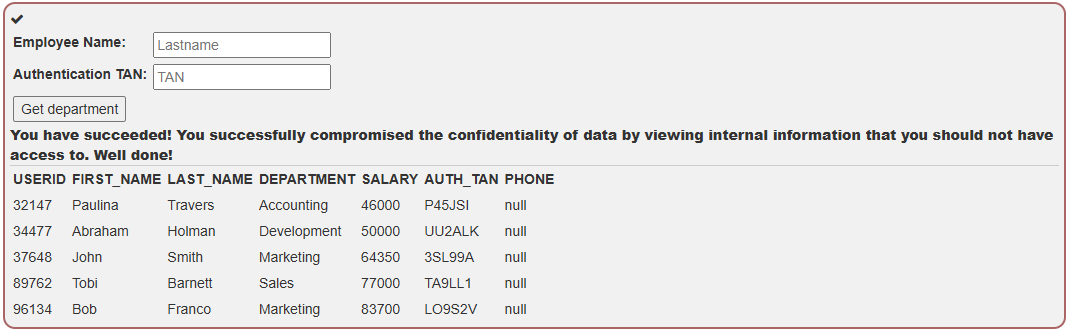 Employee Name: Lastname
Authentication TAN: TAN
Get department
You have succeeded! You successfully compromised the confidentiality of data by viewing internal information that you should not have
access to. Well done!
USERID FIRST_NAME LAST_NAME DEPARTMENT SALARY AUTH_TAN PHONE
32147 Paulina Travers Accounting 46000 P45JSI null
34477 Abraham Holman Development 50000 UU2ALK null
37648 John Smith Marketing 64350 3SL99A null
89762 Tobi Barnett Sales 77000 TA9LL1 null
96134 Bob Franco Marketing 83700 LO9S2V null